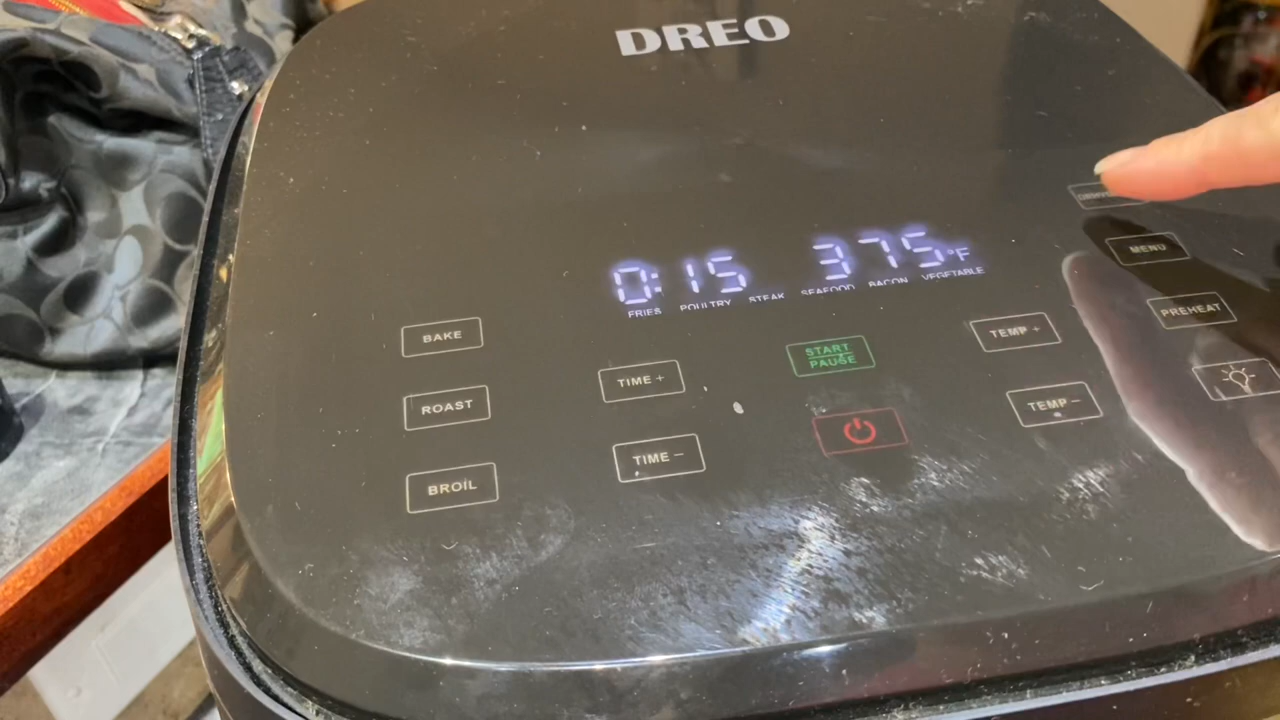 DREO
0:15 375°F
FRIES POULTRY STEAK SEAFOOD BACON VEGETABLE
BAKE
ROAST
BROIL
TIME +
TIME −
START
PAUSE
TEMP +
TEMP −
MENU
PREHEAT